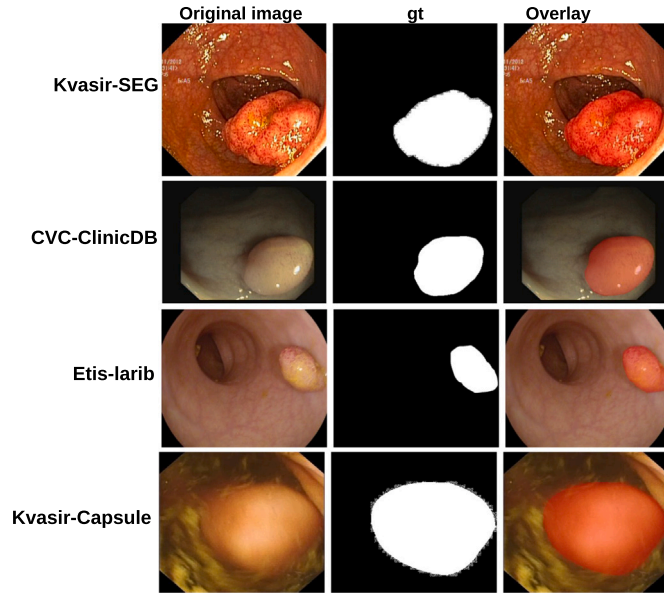 Original image gt Overlay
Kvasir-SEG
CVC-ClinicDB
Etis-larib
Kvasir-Capsule